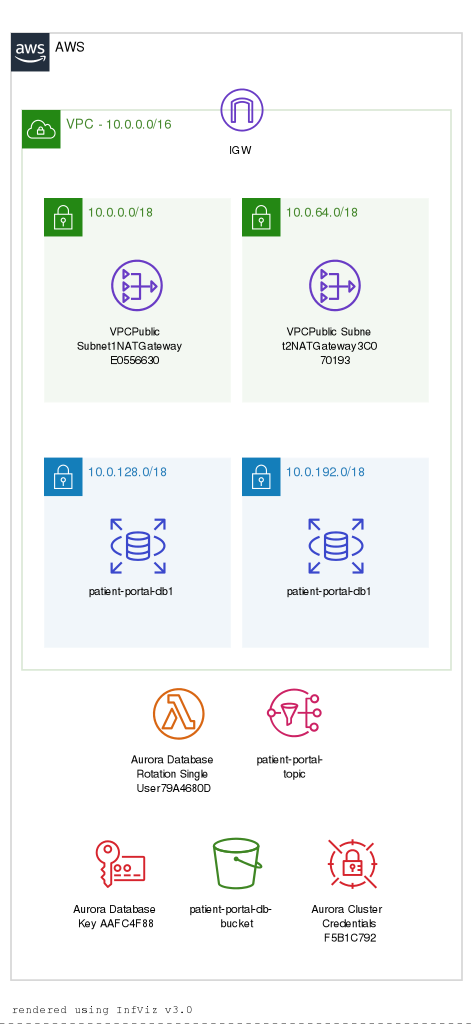 aws AWS
IGW
VPC - 10.0.0.0/16
10.0.0.0/18
10.0.64.0/18
VPCPublic
Subnet1NATGateway
E0556630
VPCPublic Subne
t2NATGateway3C0
70193
10.0.128.0/18
10.0.192.0/18
patient-portal-db1
patient-portal-db1
Aurora Database
Rotation Single
User79A4680D
patient-portal-
topic
Aurora Database
Key AAFC4F88
patient-portal-db-
bucket
Aurora Cluster
Credentials
F5B1C792
rendered using InfViz v3.0